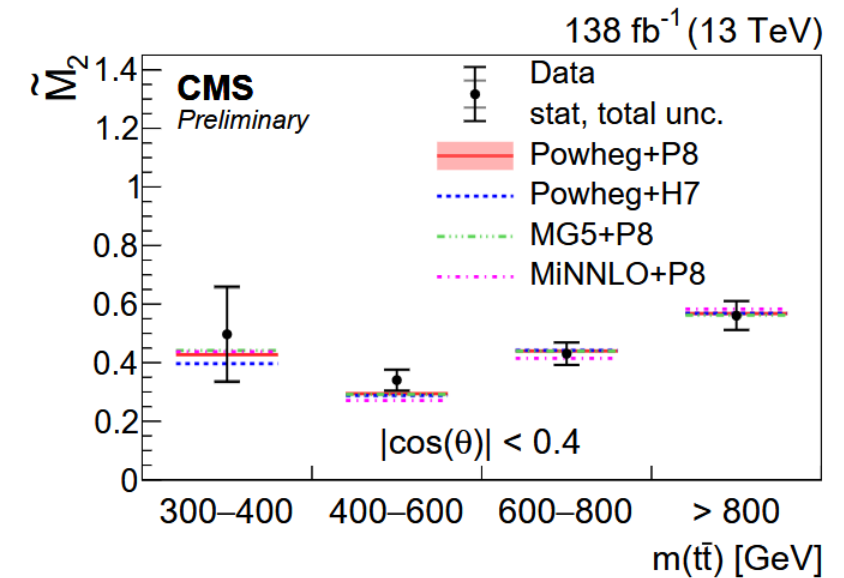 138 fb⁻¹ (13 TeV)
M̃₂
CMS
Preliminary
Data
stat, total unc.
Powheg+P8
Powheg+H7
MG5+P8
MiNNLO+P8
1.4
1.2
1
0.8
0.6
0.4
0.2
0
|cos(θ)| < 0.4
300–400 400–600 600–800 > 800
m(tt̄) [GeV]